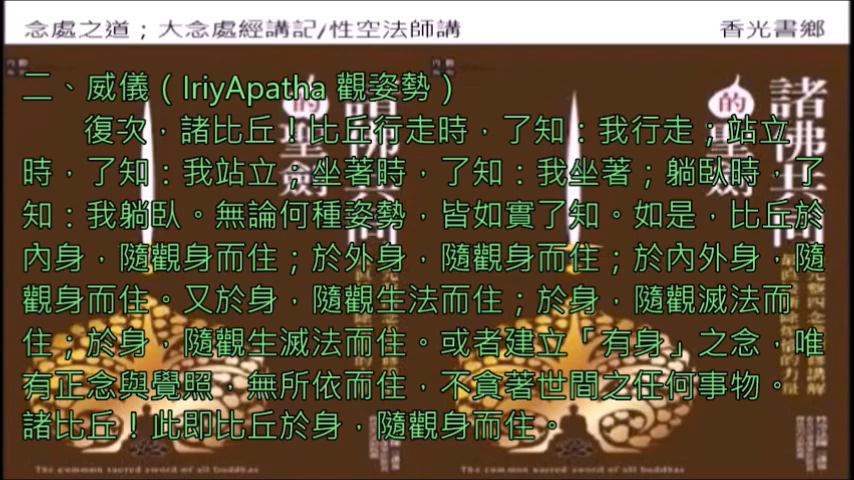 念處之道；大念處經講記/性空法師講
香光書鄉
二、威儀（IriyApatha 觀姿勢）
復次，諸比丘！比丘行走時，了知：我行走；站立
時，了知：我站立；坐著時，了知：我坐著；躺臥時，了
知：我躺臥。無論何種姿勢，皆如實了知。如是，比丘於
內身，隨觀身而住；於外身，隨觀身而住；於內外身，隨
觀身而住。又於身，隨觀生法而住；於身，隨觀滅法而
住；於身，隨觀生滅法而住。或者建立「有身」之念，唯
有正念與覺照，無所依而住，不貪著世間之任何事物。
諸比丘！此即比丘於身，隨觀身而住。
諸佛共同
的聖劍
The common sacred sword of all buddhas
The common sacred sword of all buddhas